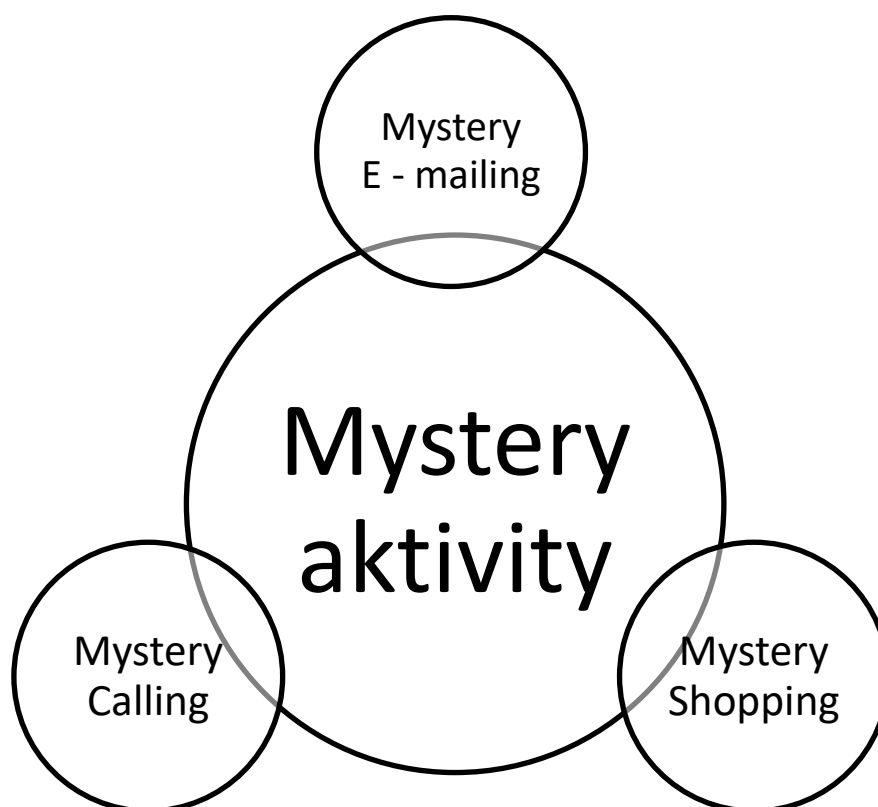 Mystery
E - mailing
Mystery
aktivity
Mystery
Calling
Mystery
Shopping